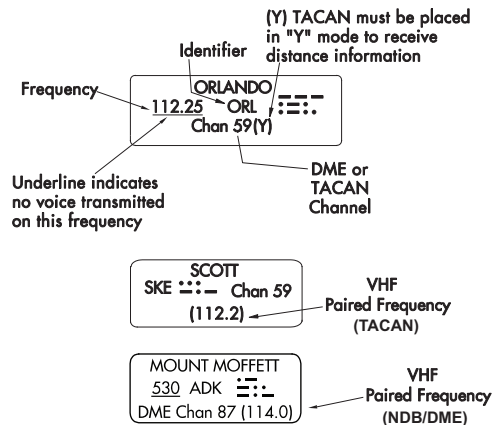 (Y) TACAN must be placed
in "Y" mode to receive
distance information
Identifier
Frequency
ORLANDO
112.25 ORL
Chan 59(Y)
Underline indicates
no voice transmitted
on this frequency
DME or
TACAN
Channel
SCOTT
SKE Chan 59
(112.2)
VHF
Paired Frequency
(TACAN)
MOUNT MOFFETT
530 ADK
DME Chan 87 (114.0)
VHF
Paired Frequency
(NDB/DME)